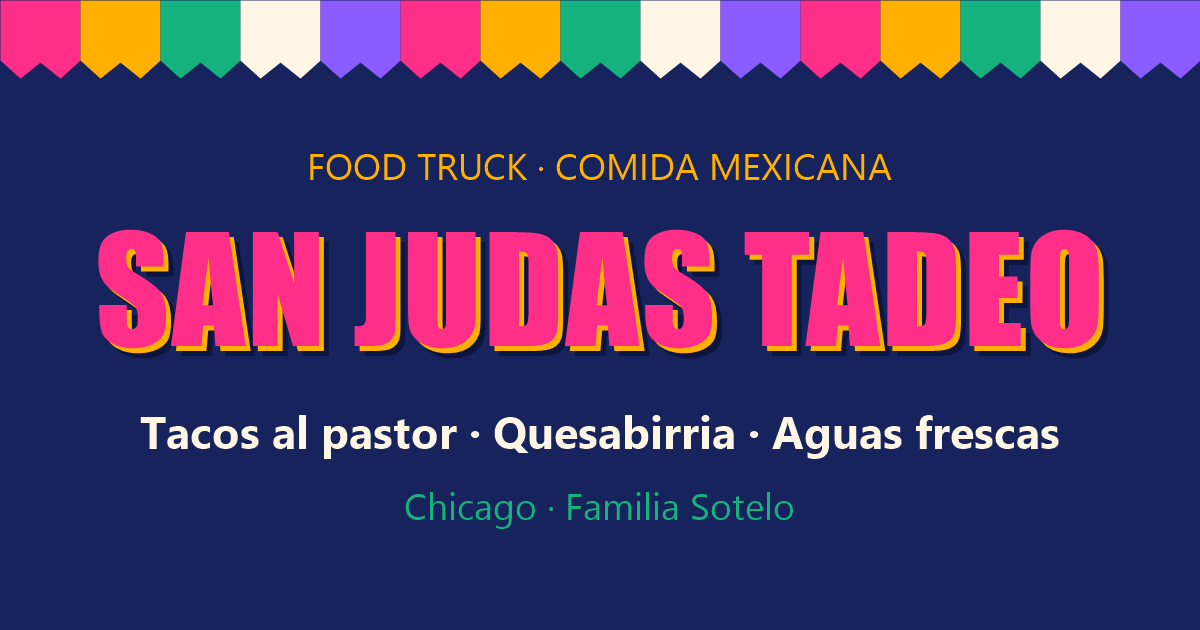 FOOD TRUCK · COMIDA MEXICANA
SAN JUDAS TADEO
Tacos al pastor · Quesabirria · Aguas frescas
Chicago · Familia Sotelo